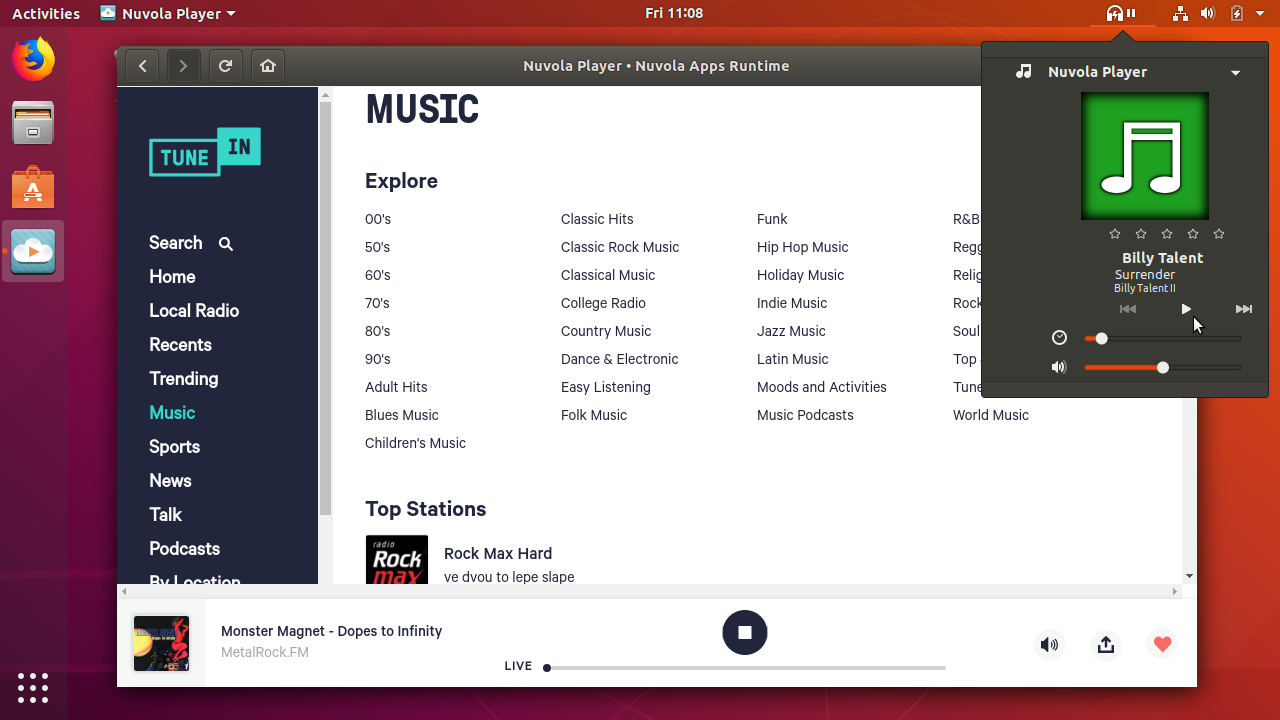 Activities
Nuvola Player
Fri 11:08
Nuvola Player • Nuvola Apps Runtime
TUNE IN
Search
Home
Local Radio
Recents
Trending
Music
Sports
News
Talk
Podcasts
By Location
MUSIC
Explore
00's Classic Hits Funk R&B
50's Classic Rock Music Hip Hop Music Regg
60's Classical Music Holiday Music Relig
70's College Radio Indie Music Rock
80's Country Music Jazz Music Soul
90's Dance & Electronic Latin Music Top
Adult Hits Easy Listening Moods and Activities Tune
Blues Music Folk Music Music Podcasts World Music
Children's Music
Top Stations
radio
Rock
max
Rock Max Hard
ve dvou to lepe slape
Nuvola Player
Billy Talent
Surrender
Billy Talent II
Monster Magnet - Dopes to Infinity
MetalRock.FM
LIVE